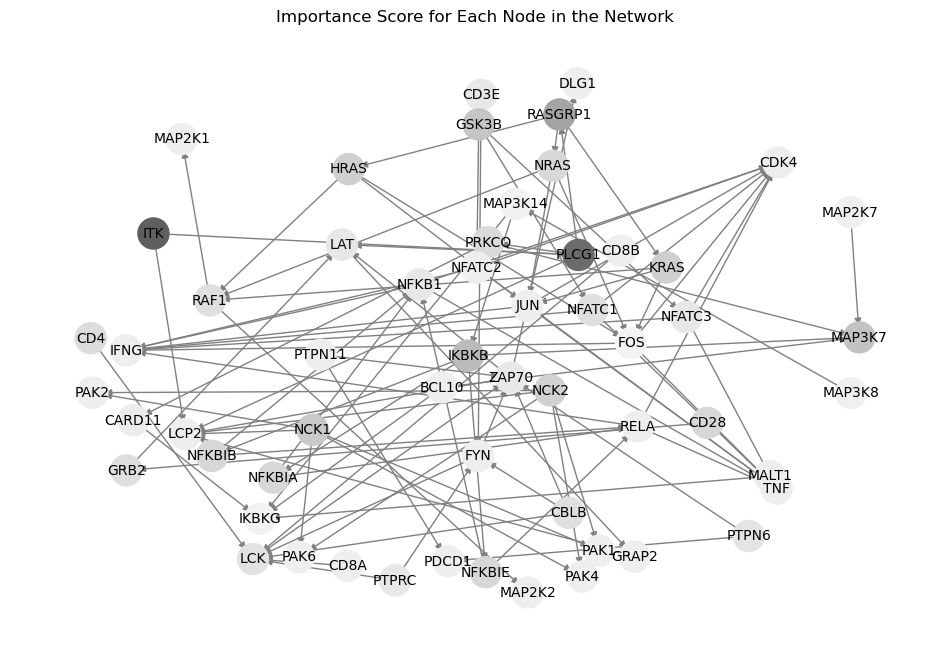 Importance Score for Each Node in the Network
DLG1
CD3E
RASGRP1
GSK3B
MAP2K1
CDK4
NRAS
HRAS
MAP3K14
MAP2K7
ITK
PRKCQ
LAT
CD8B
PLCG1
NFATC2
KRAS
NFKB1
RAF1
JUN
NFATC1
NFATC3
CD4
MAP3K7
FOS
IFNG
PTPN11
IKBKB
ZAP70
BCL10
NCK2
PAK2
MAP3K8
CARD11
CD28
RELA
NCK1
LCP2
NFKBIB
FYN
GRB2
NFKBIA
MALT1
TNF
CBLB
IKBKG
PTPN6
PAK1
GRAP2
PAK6
LCK
PDCD1
CD8A
NFKBIE
PAK4
PTPRC
MAP2K2